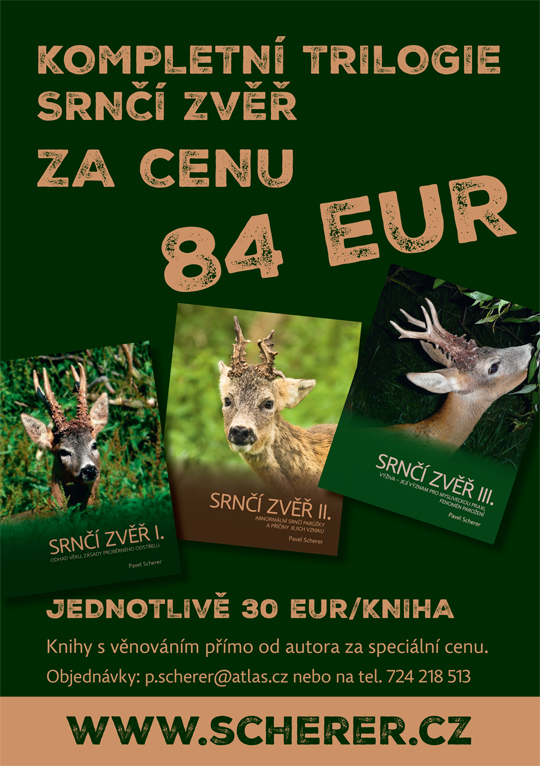 KOMPLETNÍ TRILOGIE
SRNČÍ ZVĚŘ
ZA CENU
84 EUR
SRNČÍ ZVĚŘ I.
ODHAD VĚKU, ZÁSADY PRŮBĚRNÉHO ODSTŘELU
Pavel Scherer
SRNČÍ ZVĚŘ II.
ABNORMÁLNÍ SRNČÍ PARŮŽKY
A PŘÍČINY JEJICH VZNIKU
Pavel Scherer
SRNČÍ ZVĚŘ III.
VÝŽIVA – JEJÍ VÝZNAM PRO MYSLIVECKOU PRAXI,
FENOMÉN PAROŽENÍ
Pavel Scherer
JEDNOTLIVĚ 30 EUR/KNIHA
Knihy s věnováním přímo od autora za speciální cenu.
Objednávky: p.scherer@atlas.cz nebo na tel. 724 218 513
WWW.SCHERER.CZ